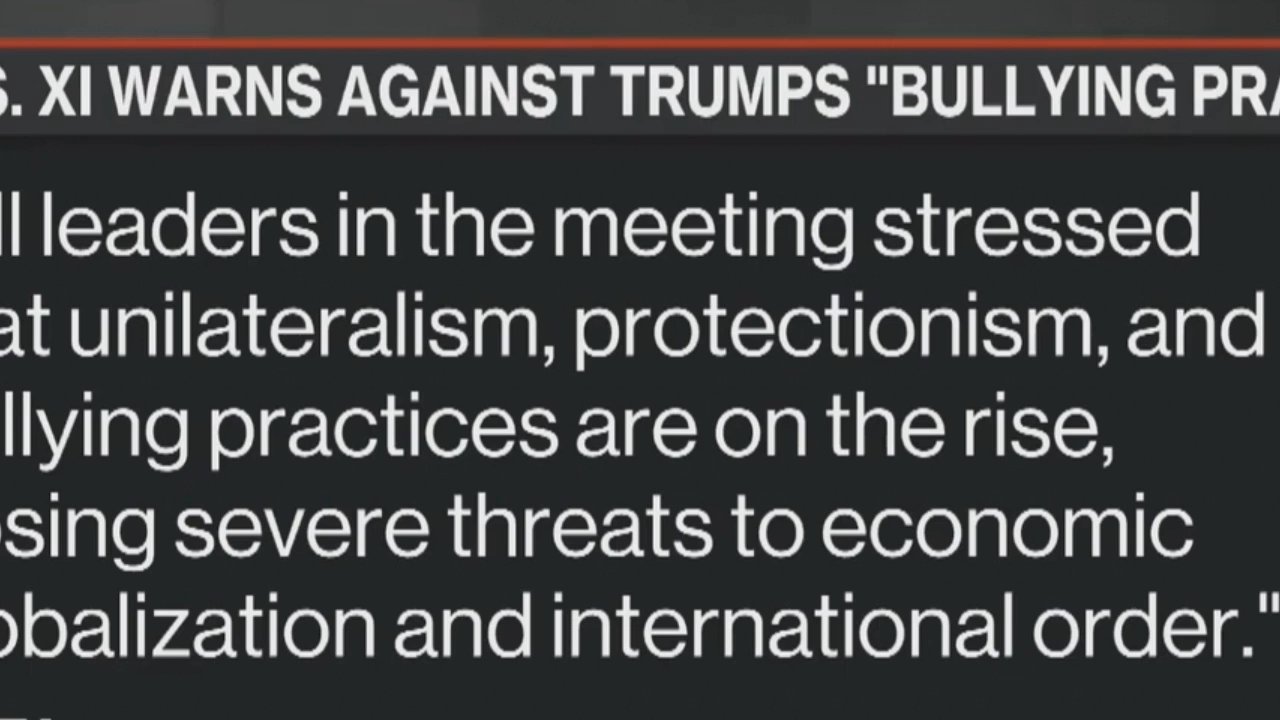 S. XI WARNS AGAINST TRUMPS "BULLYING PRA
ll leaders in the meeting stressed
at unilateralism, protectionism, and
llying practices are on the rise,
osing severe threats to economic
obalization and international order."